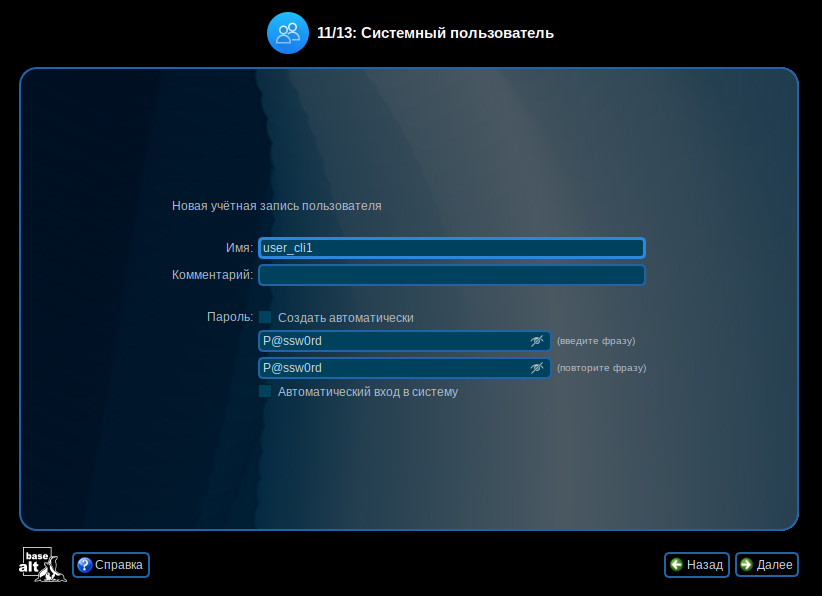 11/13: Системный пользователь
Новая учётная запись пользователя
Имя: user_cli1
Комментарий:
Пароль: Создать автоматически
P@ssw0rd (введите фразу)
P@ssw0rd (повторите фразу)
Автоматический вход в систему
base alt Справка Назад Далее